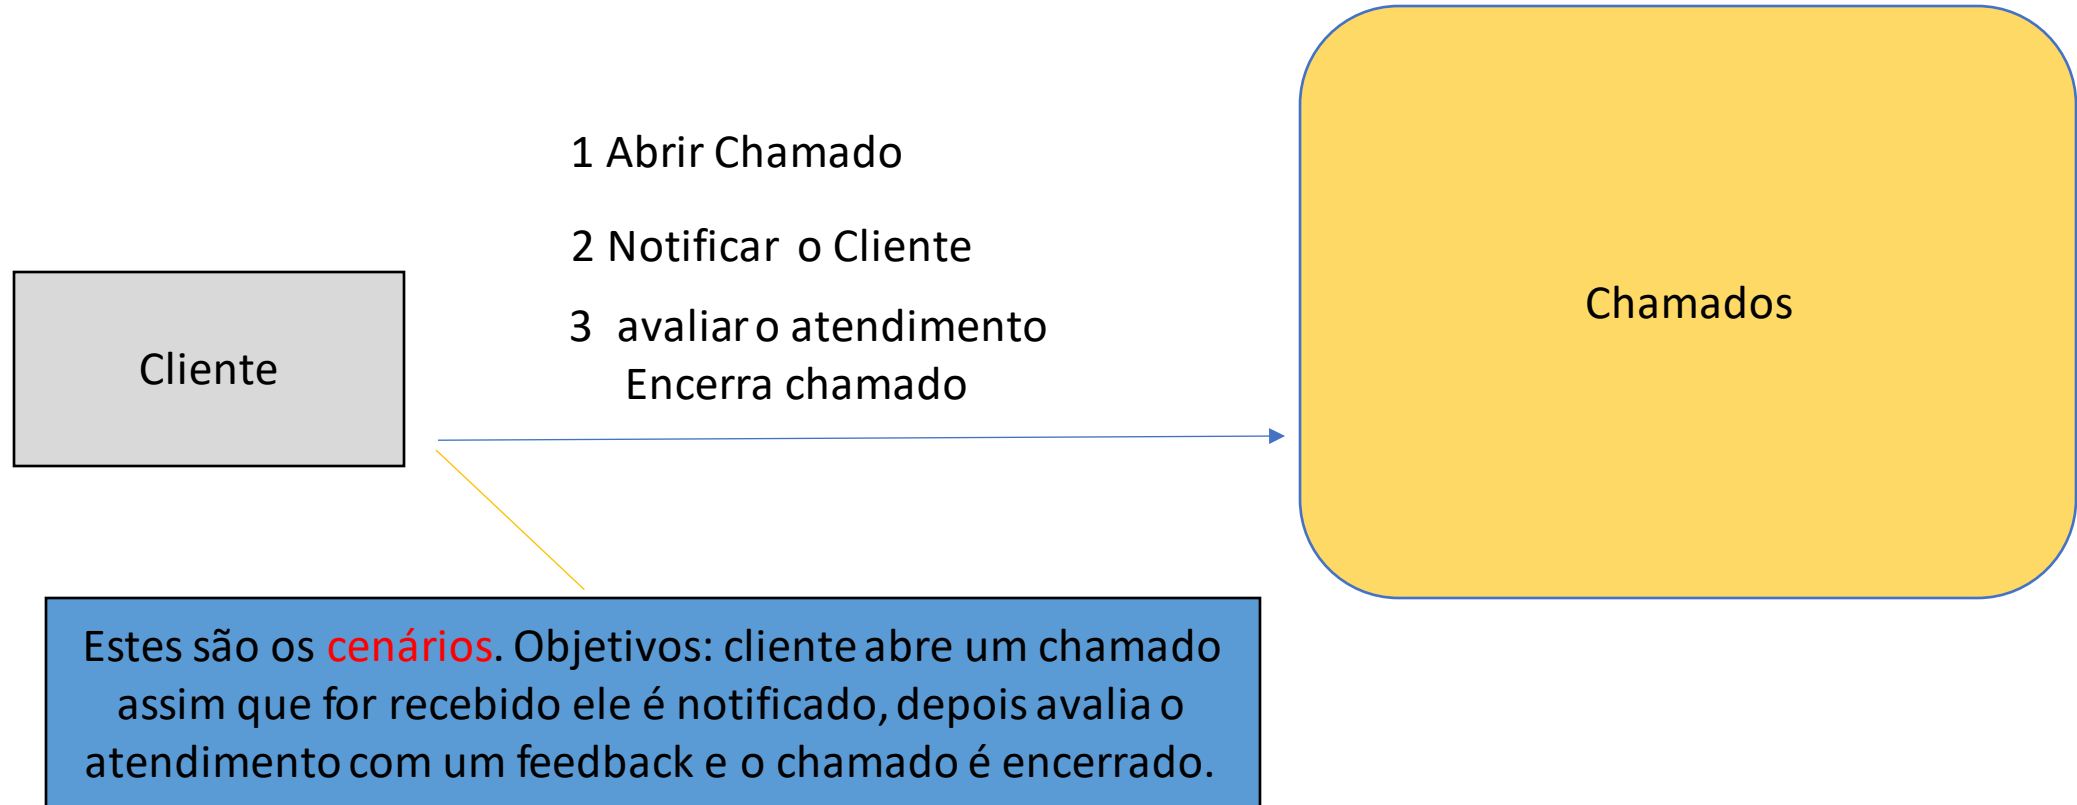 1 Abrir Chamado
2 Notificar o Cliente
3 avaliar o atendimento
Encerra chamado
Cliente
Chamados
Estes são os cenários. Objetivos: cliente abre um chamado
assim que for recebido ele é notificado, depois avalia o
atendimento com um feedback e o chamado é encerrado.